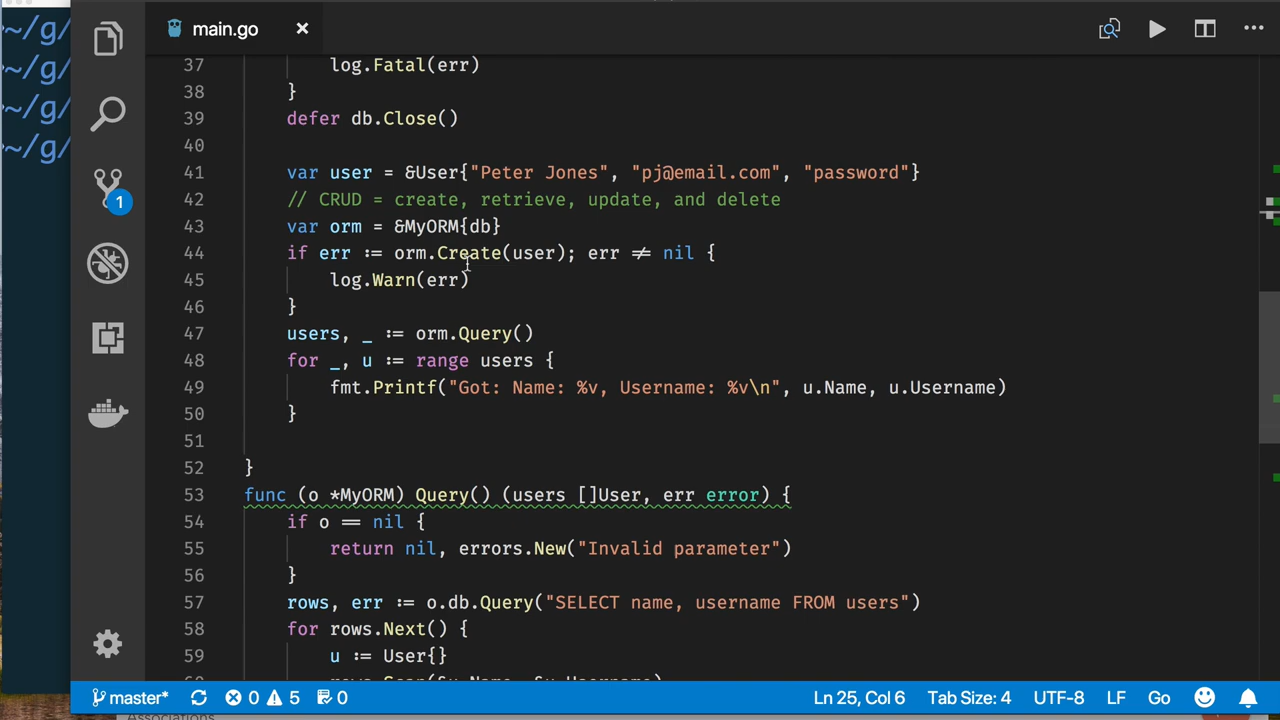 ~/g/
~/g/
~/g/
~/g/
main.go
37 log.Fatal(err)
38 }
39 defer db.Close()
40
41 var user = &User{"Peter Jones", "pj@email.com", "password"}
42 // CRUD = create, retrieve, update, and delete
43 var orm = &MyORM{db}
44 if err := orm.Create(user); err ≠ nil {
45 log.Warn(err)
46 }
47 users, _ := orm.Query()
48 for _, u := range users {
49 fmt.Printf("Got: Name: %v, Username: %v\n", u.Name, u.Username)
50 }
51
52 }
53 func (o *MyORM) Query() (users []User, err error) {
54 if o == nil {
55 return nil, errors.New("Invalid parameter")
56 }
57 rows, err := o.db.Query("SELECT name, username FROM users")
58 for rows.Next() {
59 u := User{}
1
master* 0 5 0 Ln 25, Col 6 Tab Size: 4 UTF-8 LF Go
Associations